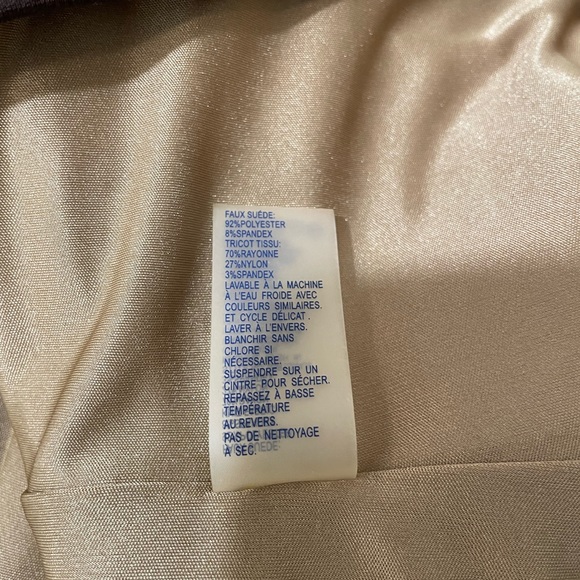 FAUX SUÈDE:
92%POLYESTER
8%SPANDEX
TRICOT TISSU:
70%RAYONNE
27%NYLON
3%SPANDEX
LAVABLE À LA MACHINE
À L'EAU FROIDE AVEC
COULEURS SIMILAIRES.
ET CYCLE DÉLICAT .
LAVER À L'ENVERS.
BLANCHIR SANS
CHLORE SI
NÉCESSAIRE.
SUSPENDRE SUR UN
CINTRE POUR SÉCHER.
REPASSEZ À BASSE
TEMPÉRATURE
AU REVERS.
PAS DE NETTOYAGE
À SEC.